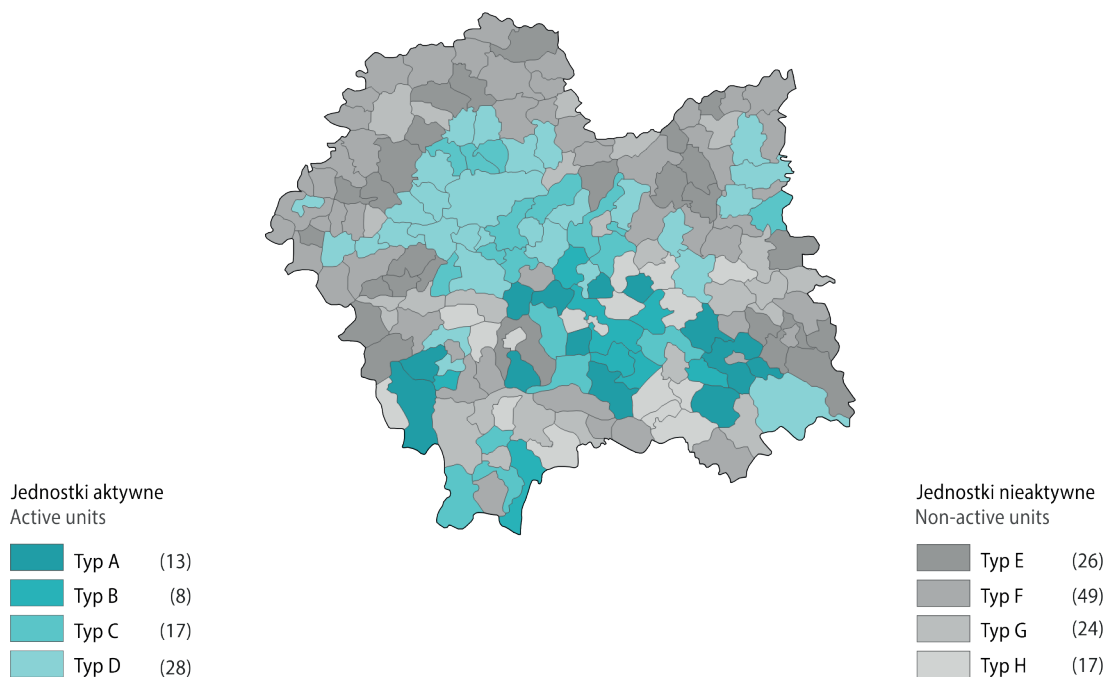 Jednostki aktywne
Active units
Typ A (13)
Typ B (8)
Typ C (17)
Typ D (28)
Jednostki nieaktywne
Non-active units
Typ E (26)
Typ F (49)
Typ G (24)
Typ H (17)